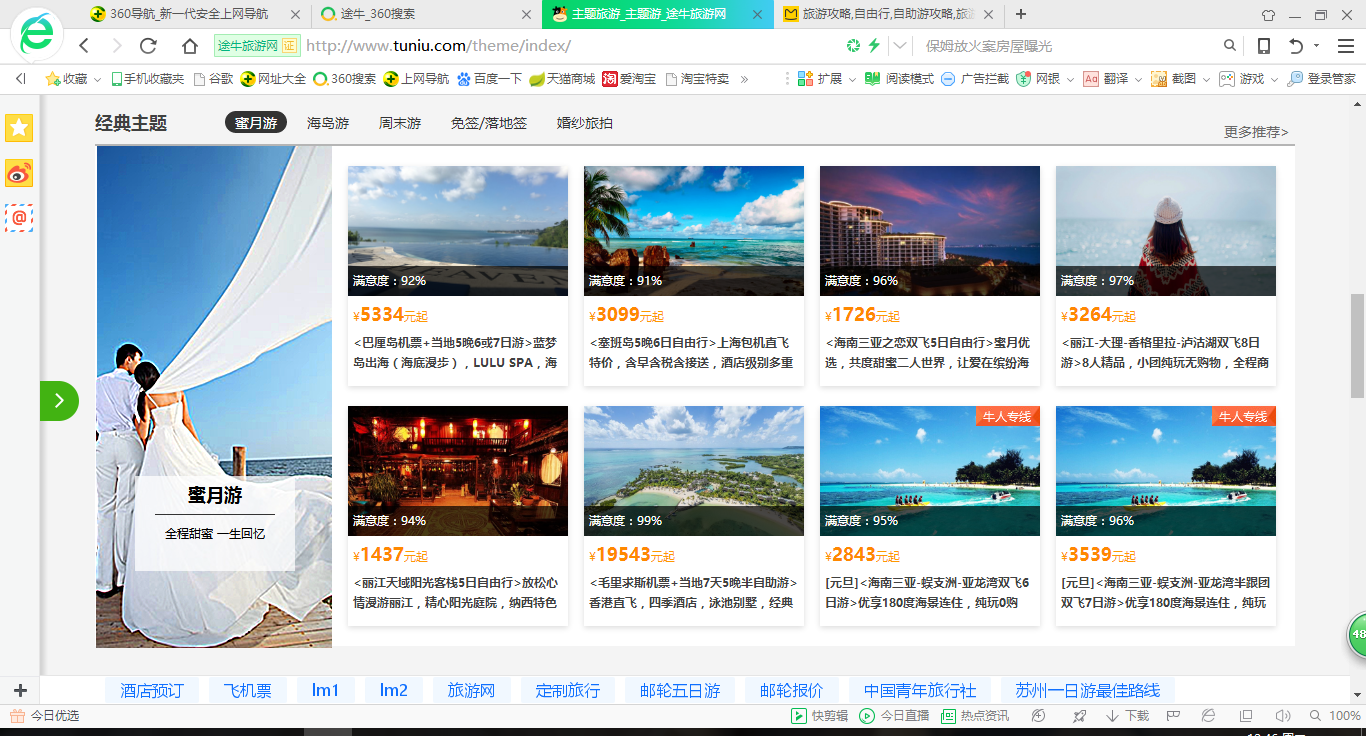 360导航_新一代安全上网导航
途牛_360搜索
主题旅游_主题游_途牛旅游网
旅游攻略,自由行,自助游攻略,旅游
途牛旅游网 证 http://www.tuniu.com/theme/index/
保姆放火案房屋曝光
收藏 手机收藏夹 谷歌 网址大全 360搜索 上网导航 百度一下 天猫商城 淘 爱淘宝 淘宝特卖 » 扩展 阅读模式 广告拦截 网银 Aa 翻译 截图 游戏 登录管家
经典主题 蜜月游 海岛游 周末游 免签/落地签 婚纱旅拍
更多推荐>
蜜月游
全程甜蜜 一生回忆
满意度：92%
¥5334元起
<巴厘岛机票+当地5晚6或7日游>蓝梦
岛出海（海底漫步），LULU SPA，海
满意度：91%
¥3099元起
<塞班岛5晚6日自由行>上海包机直飞
特价，含早含税含接送，酒店级别多重
满意度：96%
¥1726元起
<海南三亚之恋双飞5日自由行>蜜月优
选，共度甜蜜二人世界，让爱在缤纷海
满意度：97%
¥3264元起
<丽江-大理-香格里拉-泸沽湖双飞8日
游>8人精品，小团纯玩无购物，全程商
满意度：94%
¥1437元起
<丽江天域阳光客栈5日自由行>放松心
情漫游丽江，精心阳光庭院，纳西特色
满意度：99%
¥19543元起
<毛里求斯机票+当地7天5晚半自助游>
香港直飞，四季酒店，泳池别墅，经典
牛人专线
满意度：95%
¥2843元起
[元旦]<海南三亚-蜈支洲-亚龙湾双飞6
日游>优享180度海景连住，纯玩0购
牛人专线
满意度：96%
¥3539元起
[元旦]<海南三亚-蜈支洲-亚龙湾半跟团
双飞7日游>优享180度海景连住，纯玩
48
酒店预订 飞机票 lm1 lm2 旅游网 定制旅行 邮轮五日游 邮轮报价 中国青年旅行社 苏州一日游最佳路线
今日优选 快剪辑 今日直播 热点资讯 下载 100%